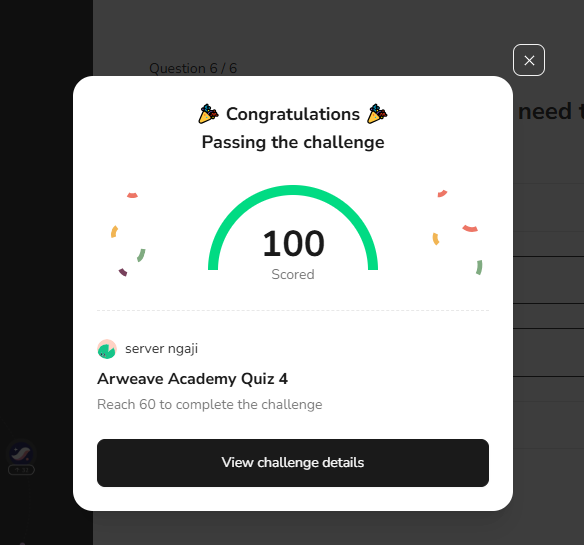 Question 6 / 6
need t
Congratulations
Passing the challenge
100
Scored
server ngaji
Arweave Academy Quiz 4
Reach 60 to complete the challenge
View challenge details